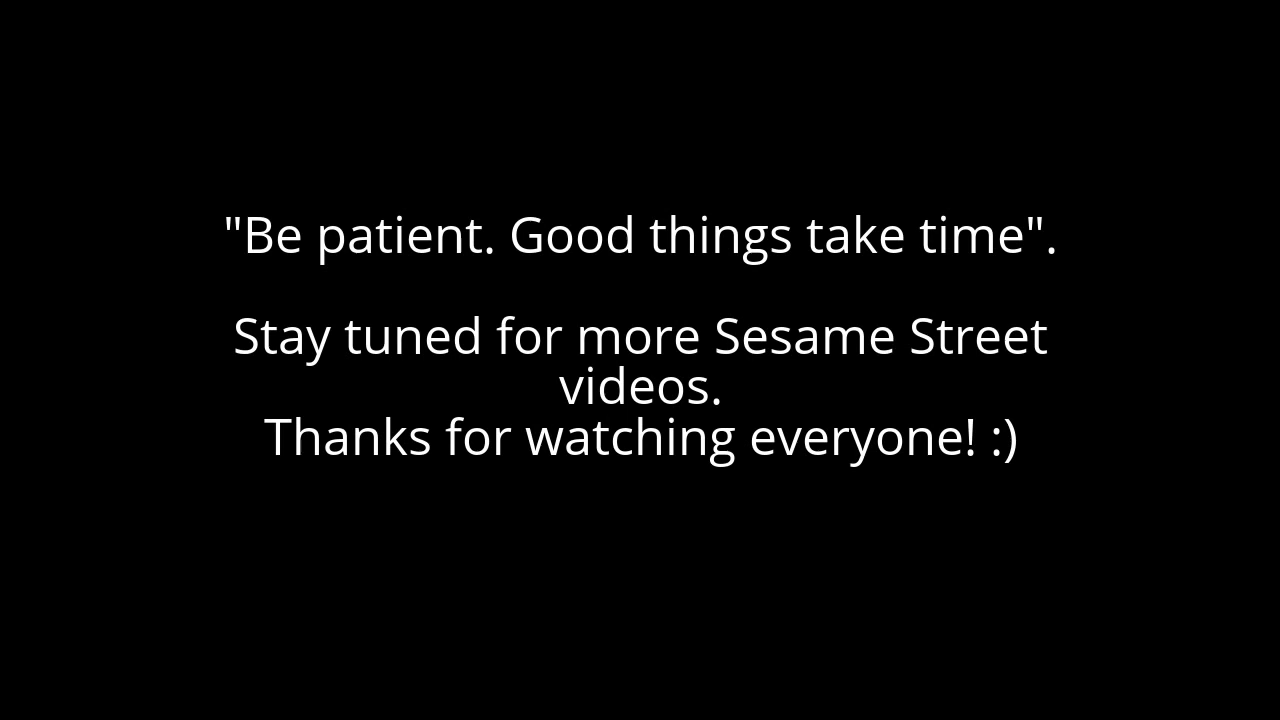 "Be patient. Good things take time".
Stay tuned for more Sesame Street
videos.
Thanks for watching everyone! :)